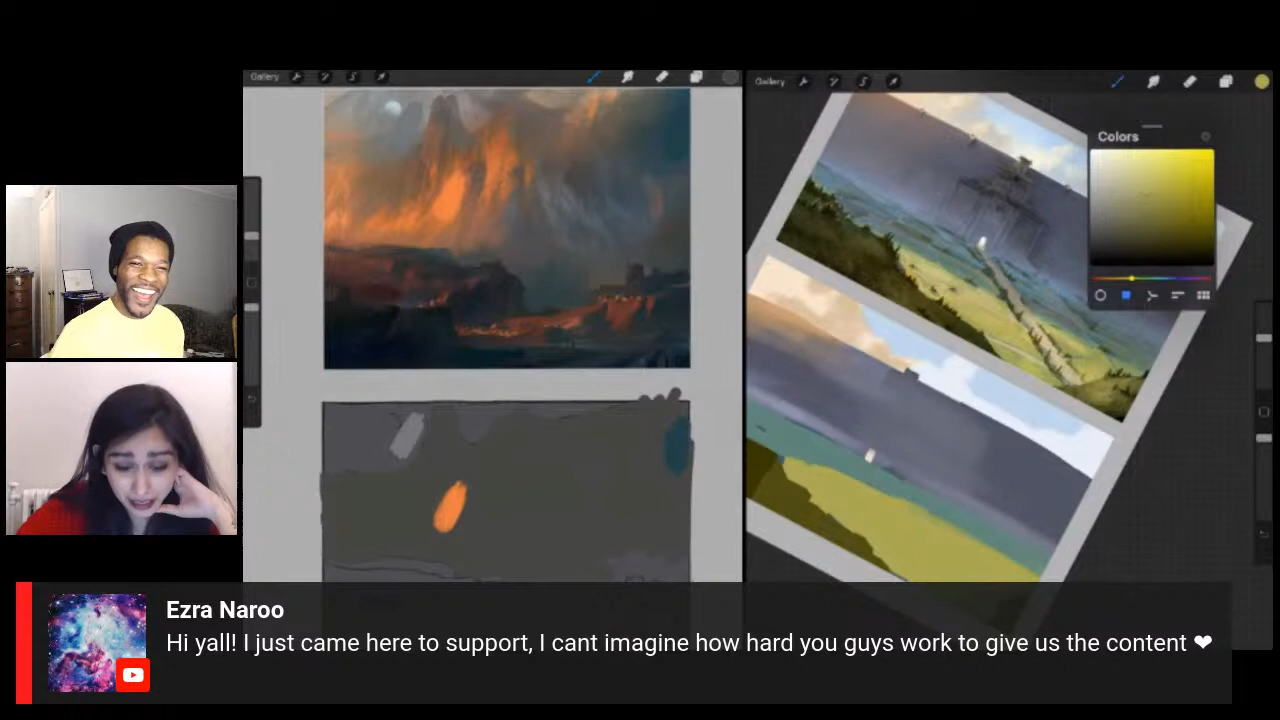 Gallery
Gallery
Colors
Ezra Naroo
Hi yall! I just came here to support, I cant imagine how hard you guys work to give us the content ❤